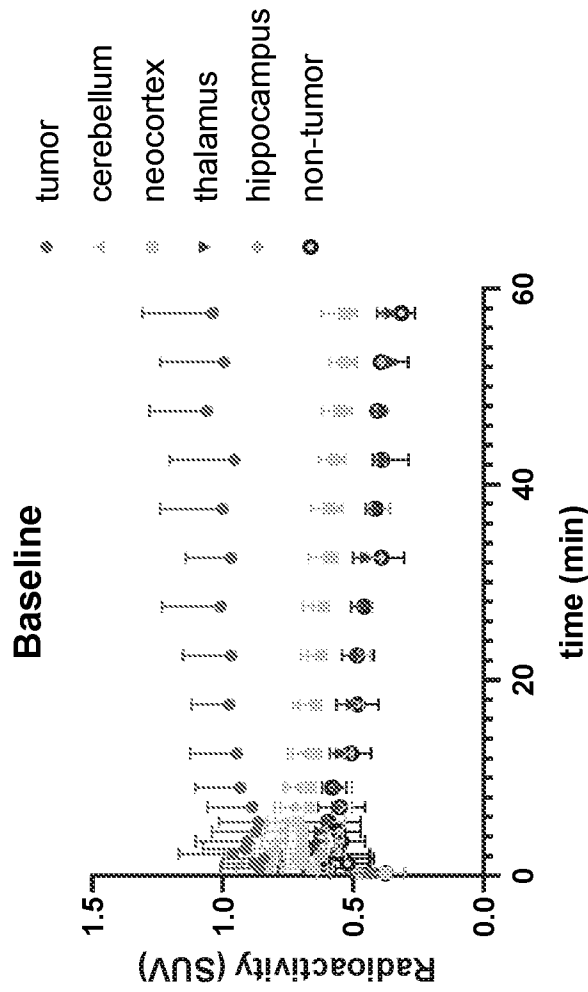 Baseline
tumor
cerebellum
neocortex
thalamus
hippocampus
non-tumor
Radioactivity (SUV)
1.5
1.0
0.5
0.0
0
20
40
60
time (min)